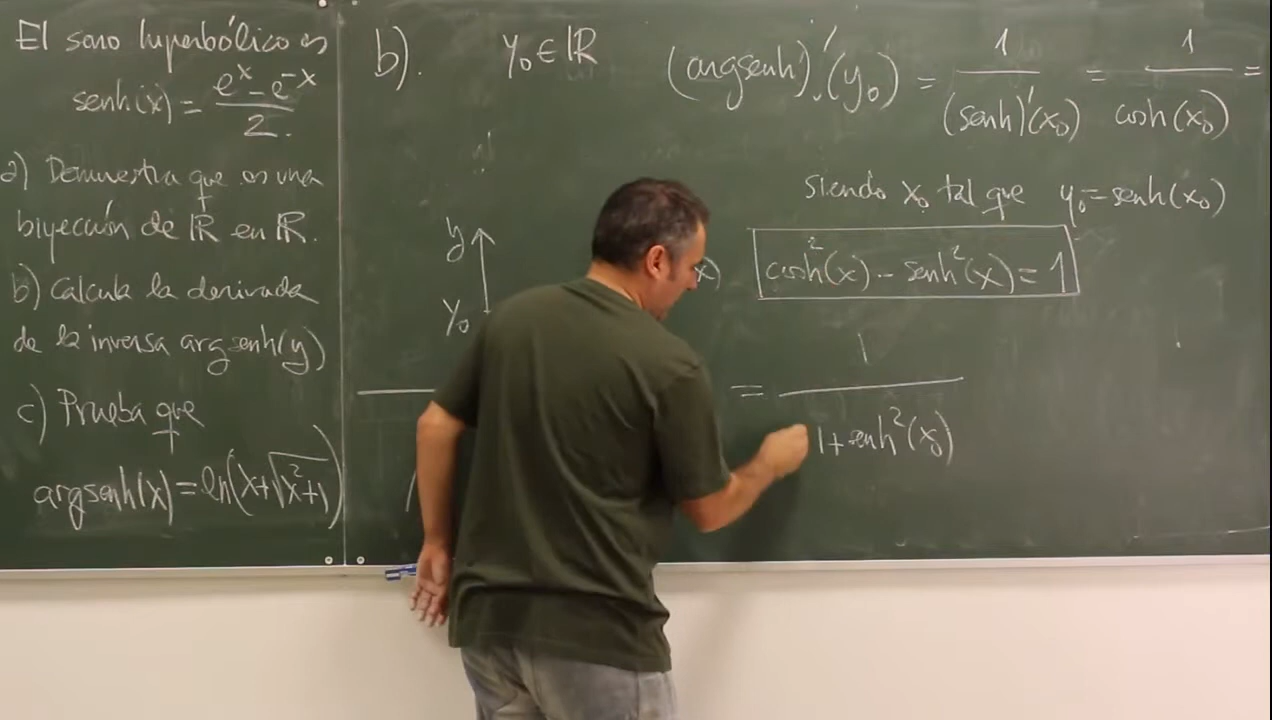 El seno hiperbólico es
senh(x) = (e^x - e^-x)/2.
a) Demuestra que es una
biyección de ℝ en ℝ.
b) Calcula la derivada
de la inversa argsenh(y)
c) Prueba que
argsenh(x) = ln(x+√(x²+1))
b). y₀ ∈ ℝ (argsenh)'(y₀) = 1/((senh)'(x₀)) = 1/(cosh(x₀)) =
siendo x₀ tal que y₀ = senh(x₀)
y
cosh²(x) - senh²(x) = 1
y₀
x)
= 1/(1+senh²(x₀))